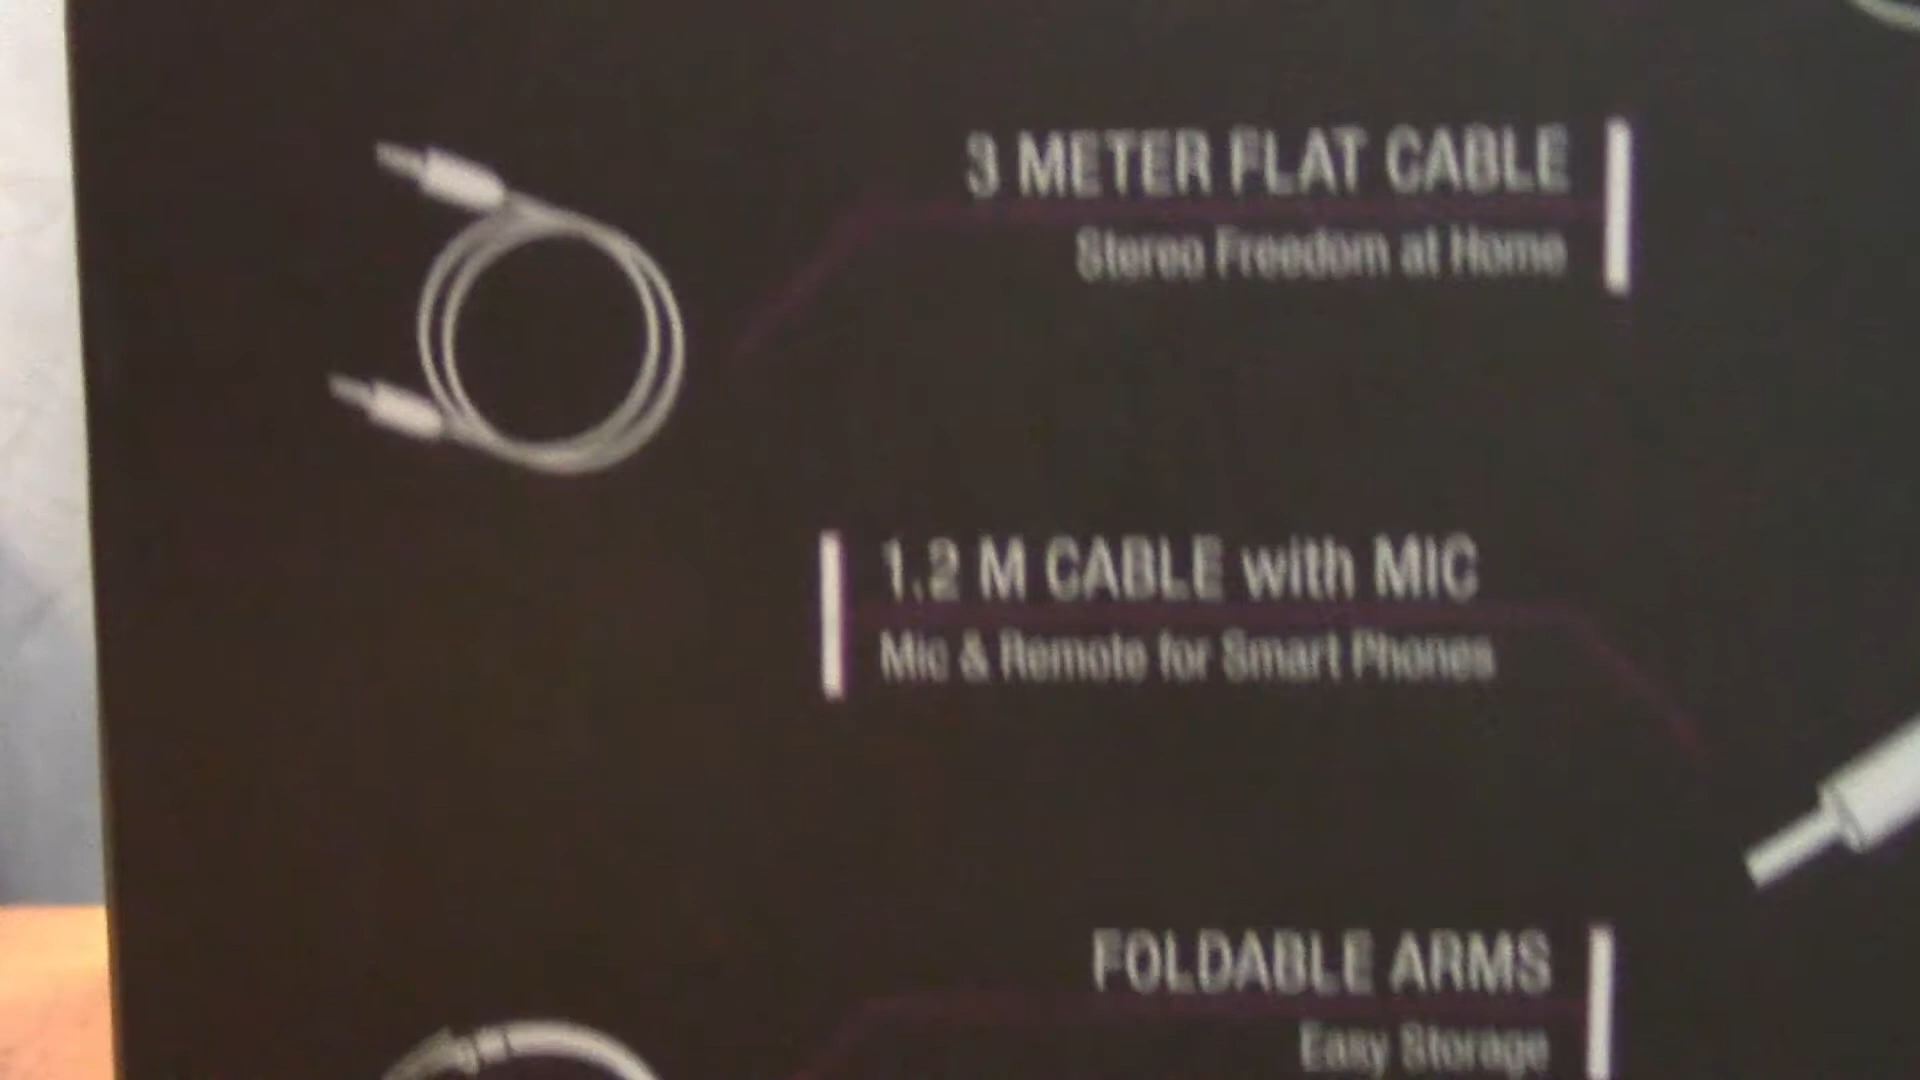 3 METER FLAT CABLE
Stereo Freedom at Home
1.2 M CABLE with MIC
Mic & Remote for Smart Phones
FOLDABLE ARMS
Easy Storage